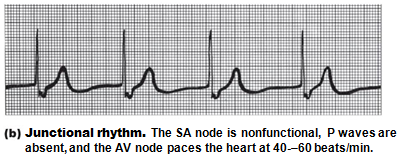 (b) Junctional rhythm. The SA node is nonfunctional, P waves are
absent, and the AV node paces the heart at 40-–60 beats/min.